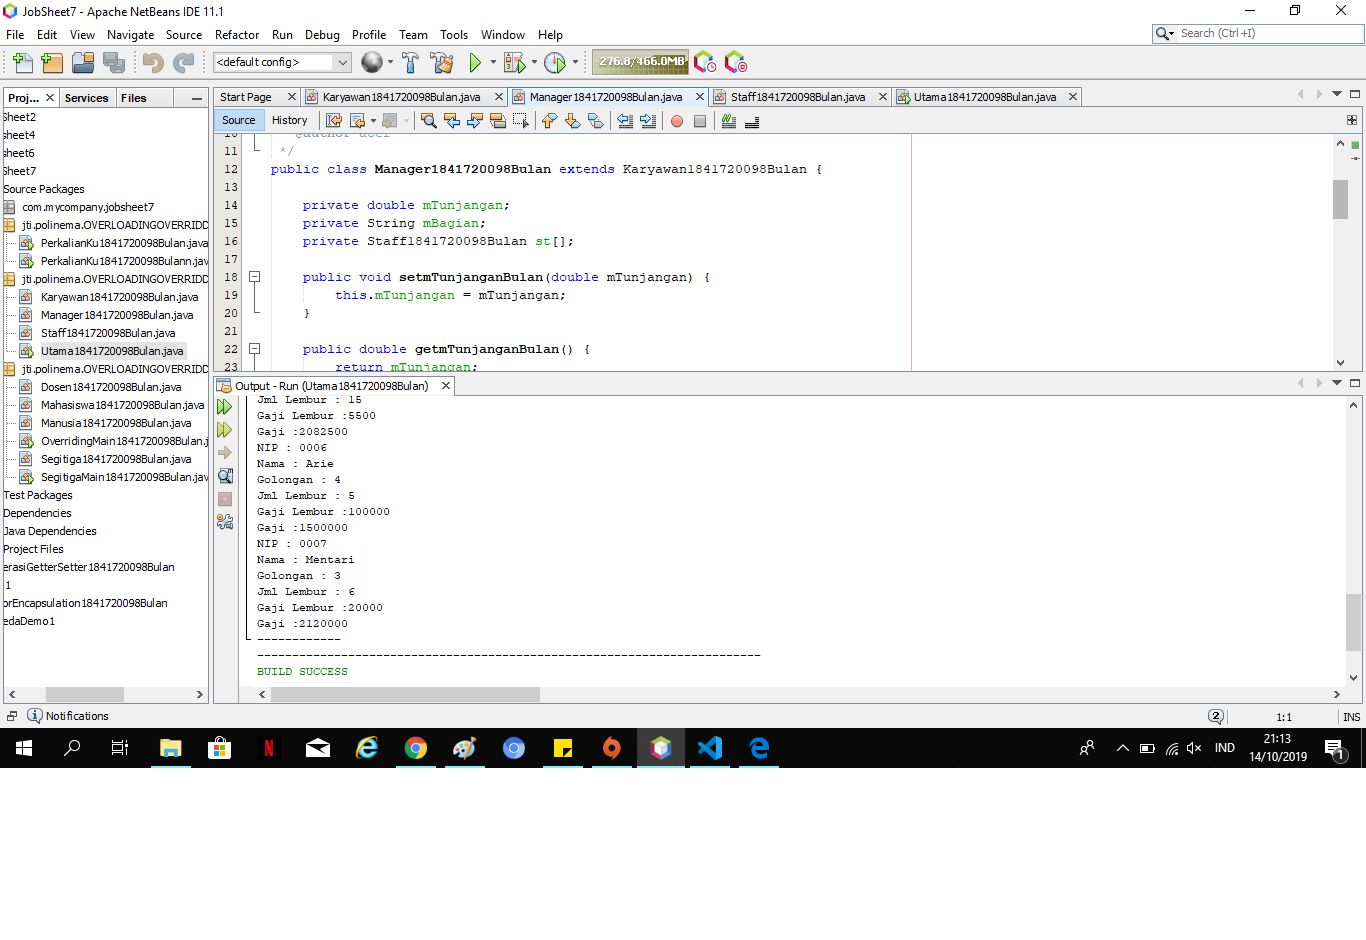 JobSheet7 - Apache NetBeans IDE 11.1
File Edit View Navigate Source Refactor Run Debug Profile Team Tools Window Help
Search (Ctrl+I)
<default config>
276.8/466.0MB
Proj... Services Files
Start Page Karyawan1841720098Bulan.java Manager1841720098Bulan.java Staff1841720098Bulan.java Utama1841720098Bulan.java
Source History
sheet2
sheet4
sheet6
Sheet7
Source Packages
com.mycompany.jobsheet7
jti.polinema.OVERLOADINGOVERRIDD
PerkalianKu1841720098Bulan.java
PerkalianKu1841720098Bulann.java
jti.polinema.OVERLOADINGOVERRIDD
Karyawan1841720098Bulan.java
Manager1841720098Bulan.java
Staff1841720098Bulan.java
Utama1841720098Bulan.java
jti.polinema.OVERLOADINGOVERRIDD
Dosen1841720098Bulan.java
Mahasiswa1841720098Bulan.java
Manusia1841720098Bulan.java
OverridingMain1841720098Bulan.j
Segitiga1841720098Bulan.java
SegitigaMain1841720098Bulan.jav
Test Packages
Dependencies
Java Dependencies
Project Files
erasiGetterSetter1841720098Bulan
s1
orEncapsulation1841720098Bulan
edaDemo1
10 @author acer
11 */
12 public class Manager1841720098Bulan extends Karyawan1841720098Bulan {
13
14 private double mTunjangan;
15 private String mBagian;
16 private Staff1841720098Bulan st[];
17
18 public void setmTunjanganBulan(double mTunjangan) {
19 this.mTunjangan = mTunjangan;
20 }
21
22 public double getmTunjanganBulan() {
23 return mTunjangan;
Output - Run (Utama1841720098Bulan)
Jml Lembur : 15
Gaji Lembur :5500
Gaji :2082500
NIP : 0006
Nama : Arie
Golongan : 4
Jml Lembur : 5
Gaji Lembur :100000
Gaji :1500000
NIP : 0007
Nama : Mentari
Golongan : 3
Jml Lembur : 6
Gaji Lembur :20000
Gaji :2120000
------------
------------------------------------------------------------------------
BUILD SUCCESS
Notifications
2
1:1
INS
IND
21:13
14/10/2019
1